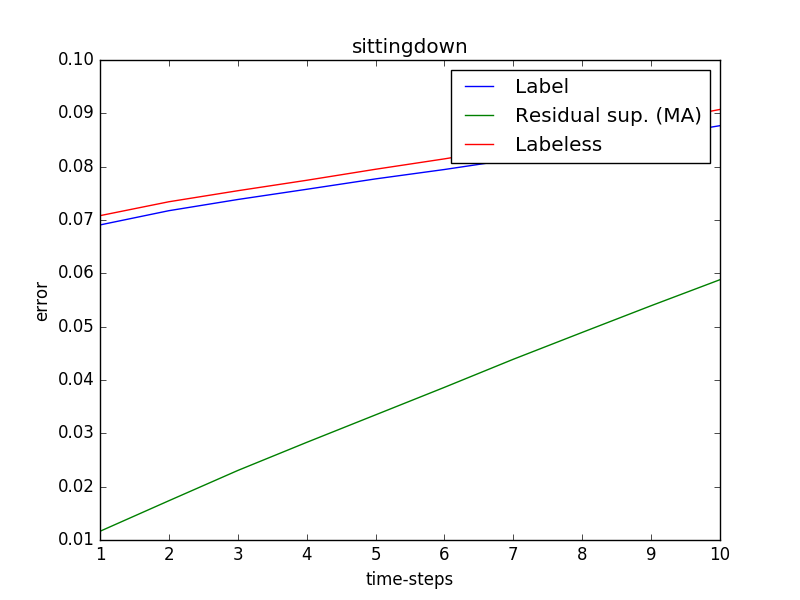 sittingdown
0.10
0.09
0.08
0.07
0.06
0.05
0.04
0.03
0.02
0.01
error
Label
Residual sup. (MA)
Labeless
1 2 3 4 5 6 7 8 9 10
time-steps